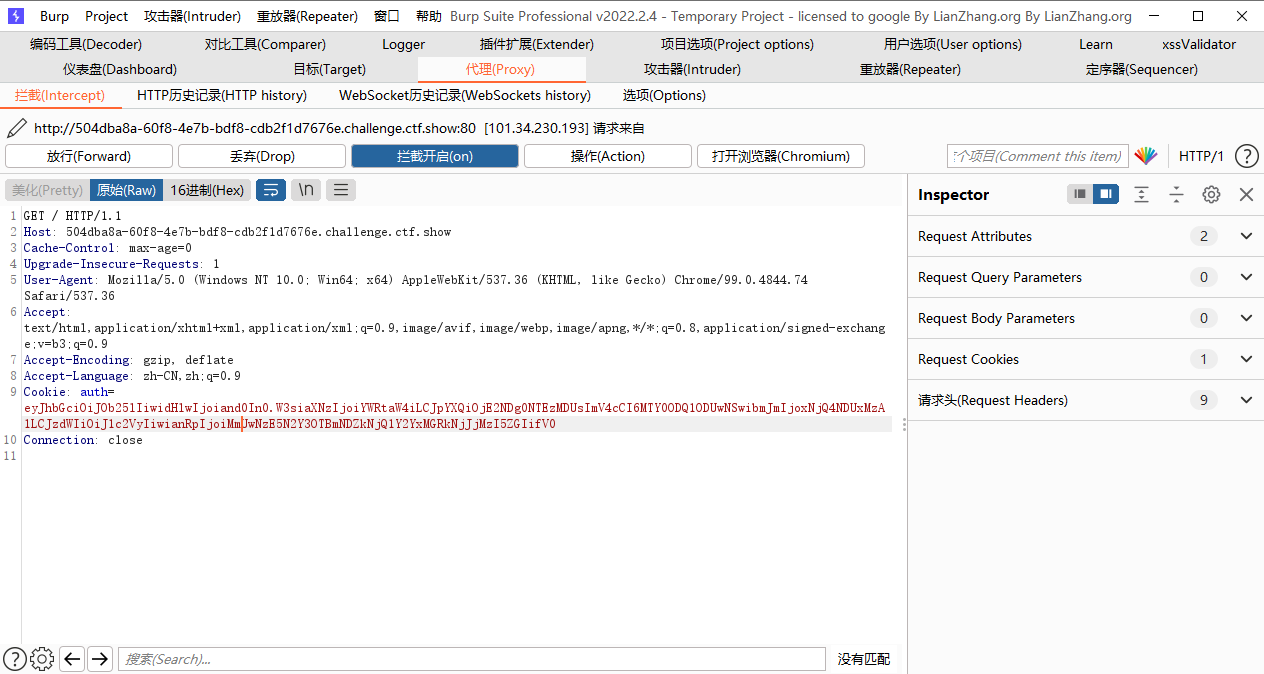 Burp Project 攻击器(Intruder) 重放器(Repeater) 窗口 帮助 Burp Suite Professional v2022.2.4 - Temporary Project - licensed to google By LianZhang.org By LianZhang.org
编码工具(Decoder) 对比工具(Comparer) Logger 插件扩展(Extender) 项目选项(Project options) 用户选项(User options) Learn xssValidator
仪表盘(Dashboard) 目标(Target) 代理(Proxy) 攻击器(Intruder) 重放器(Repeater) 定序器(Sequencer)
拦截(Intercept) HTTP历史记录(HTTP history) WebSocket历史记录(WebSockets history) 选项(Options)
http://504dba8a-60f8-4e7b-bdf8-cdb2f1d7676e.challenge.ctf.show:80 [101.34.230.193] 请求来自
放行(Forward) 丢弃(Drop) 拦截开启(on) 操作(Action) 打开浏览器(Chromium) 个项目(Comment this item) HTTP/1 ?
美化(Pretty) 原始(Raw) 16进制(Hex) \n
1 GET / HTTP/1.1
2 Host: 504dba8a-60f8-4e7b-bdf8-cdb2f1d7676e.challenge.ctf.show
3 Cache-Control: max-age=0
4 Upgrade-Insecure-Requests: 1
5 User-Agent: Mozilla/5.0 (Windows NT 10.0; Win64; x64) AppleWebKit/537.36 (KHTML, like Gecko) Chrome/99.0.4844.74
Safari/537.36
6 Accept:
text/html,application/xhtml+xml,application/xml;q=0.9,image/avif,image/webp,image/apng,*/*;q=0.8,application/signed-exchang
e;v=b3;q=0.9
7 Accept-Encoding: gzip, deflate
8 Accept-Language: zh-CN,zh;q=0.9
9 Cookie: auth=
eyJhbGciOiJOb25lIiwidHlwIjoiand0In0.W3siaXNzIjoiYWRtaW4iLCJpYXQiOjE2NDg0NTEzMDUsImV4cCI6MTY0ODQ1ODUwNSwibmJmIjoxNjQ4NDUxMzA
1LCJzdWIiOiJ1c2VyIiwianRpIjoiMmUwNzE5N2Y3OTBmNDZkNjQ1Y2YxMGRkNjJjMzI5ZGIifV0
10 Connection: close
11
Inspector
Request Attributes 2
Request Query Parameters 0
Request Body Parameters 0
Request Cookies 1
请求头(Request Headers) 9
? 搜索(Search)... 没有匹配